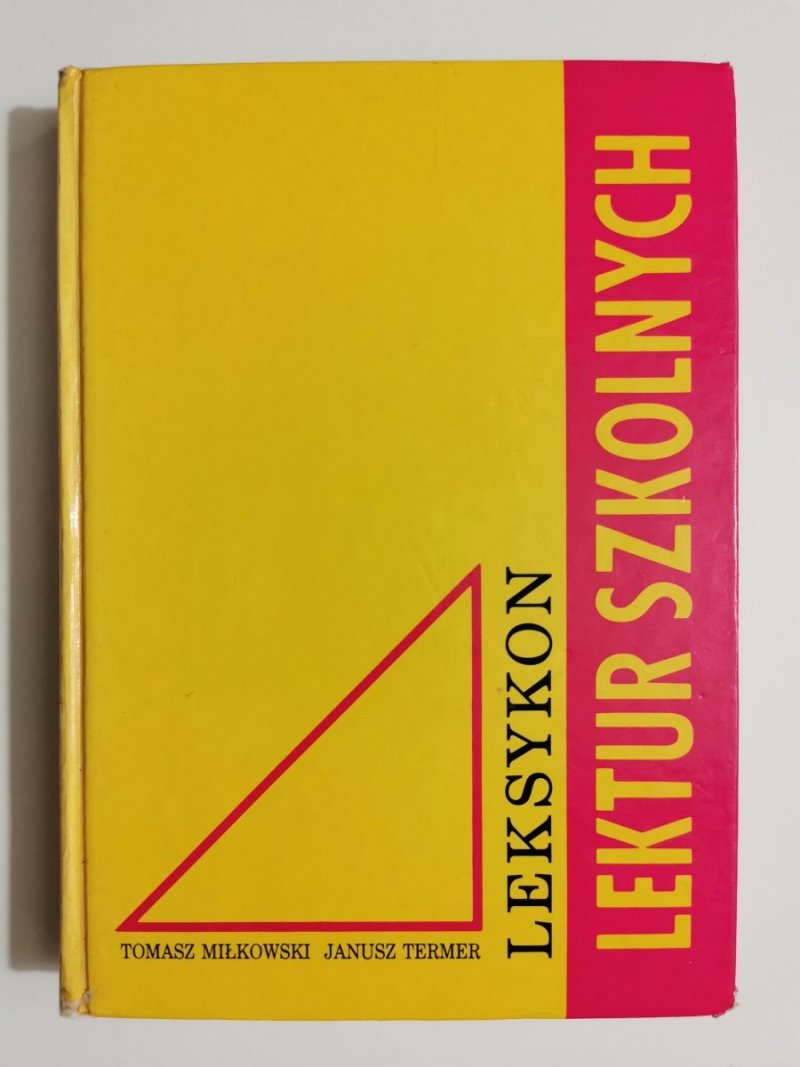 LEKSYKON
LEKTUR SZKOLNYCH
TOMASZ MIŁKOWSKI JANUSZ TERMER